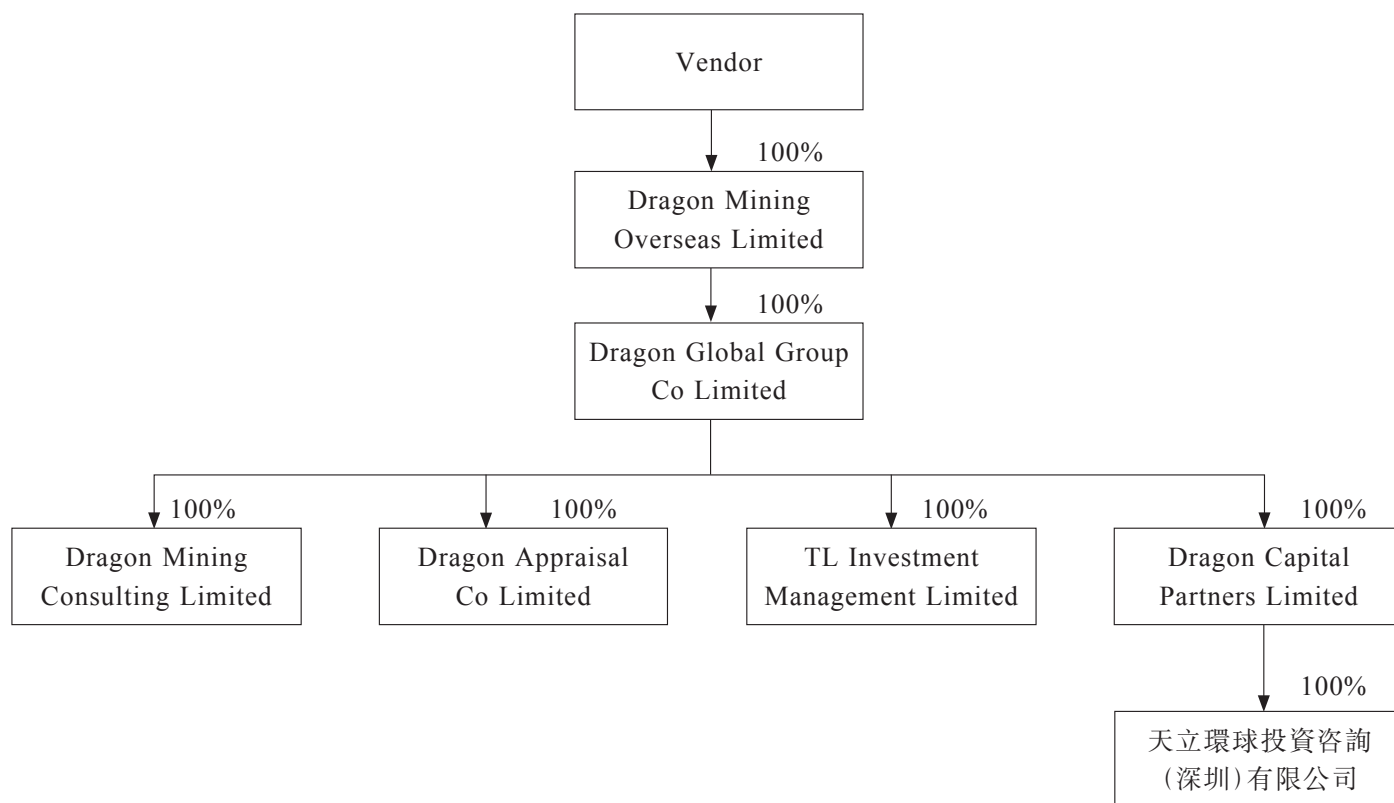 Vendor
100%
Dragon Mining
Overseas Limited
100%
Dragon Global Group
Co Limited
100%
100%
100%
100%
Dragon Mining
Consulting Limited
Dragon Appraisal
Co Limited
TL Investment
Management Limited
Dragon Capital
Partners Limited
100%
天立環球投資咨詢
(深圳)有限公司